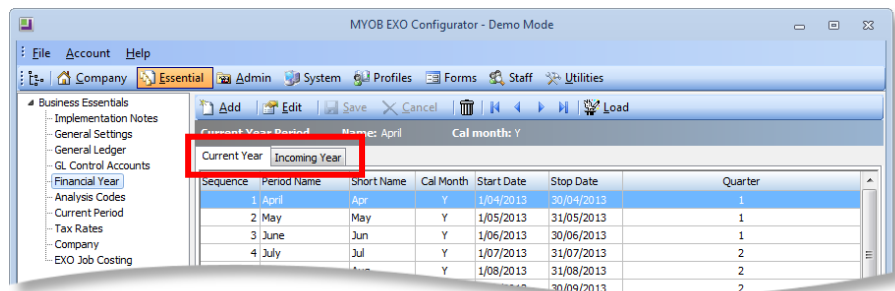 MYOB EXO Configurator - Demo Mode
File Account Help
Company Essential Admin System Profiles Forms Staff Utilities
Business Essentials
Implementation Notes
General Settings
General Ledger
GL Control Accounts
Financial Year
Analysis Codes
Current Period
Tax Rates
Company
EXO Job Costing
Add Edit Save Cancel Load
Current Year Period Name: April Cal month: Y
Current Year Incoming Year
Sequence Period Name Short Name Cal Month Start Date Stop Date Quarter
1 April Apr Y 1/04/2013 30/04/2013 1
2 May May Y 1/05/2013 31/05/2013 1
3 June Jun Y 1/06/2013 30/06/2013 1
4 July Jul Y 1/07/2013 31/07/2013 2
Y 1/08/2013 31/08/2013 2
30/09/2013 2